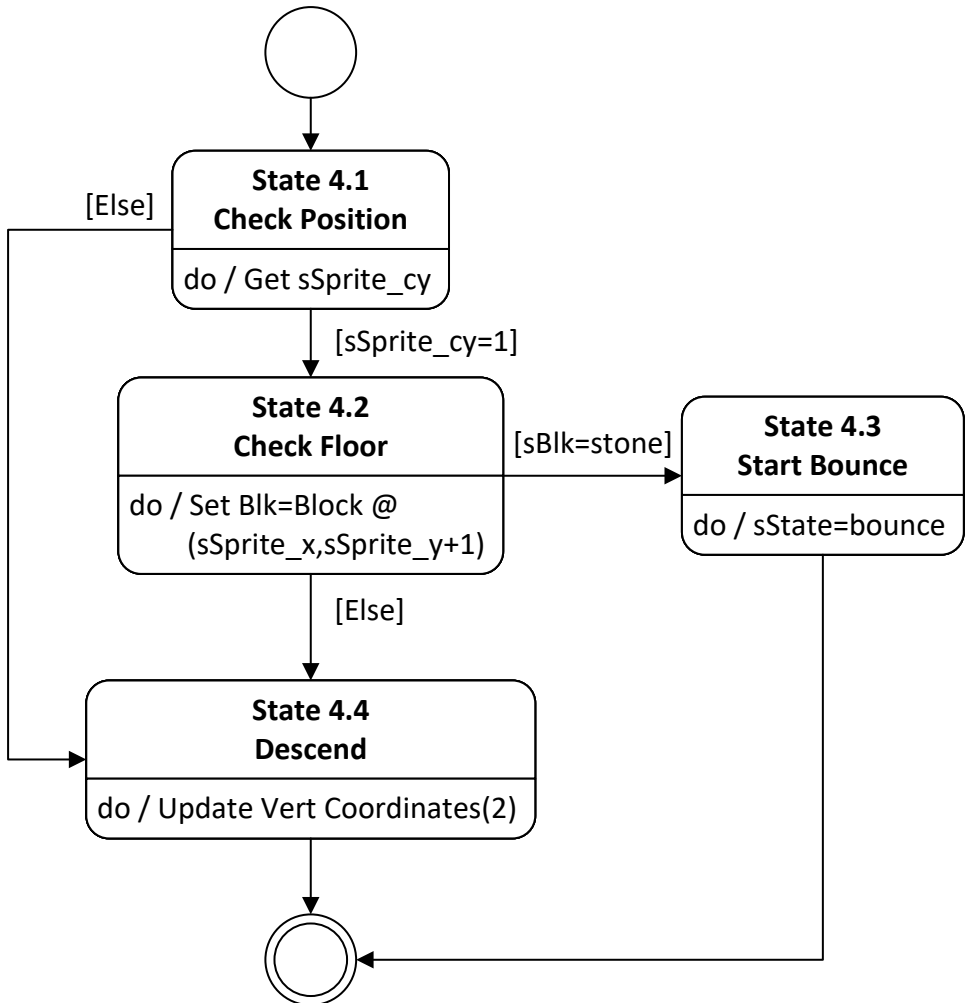 State 4.1
Check Position
[Else]
do / Get sSprite_cy
[sSprite_cy=1]
State 4.2
Check Floor
do / Set Blk=Block @
(sSprite_x,sSprite_y+1)
[sBlk=stone]
State 4.3
Start Bounce
do / sState=bounce
[Else]
State 4.4
Descend
do / Update Vert Coordinates(2)